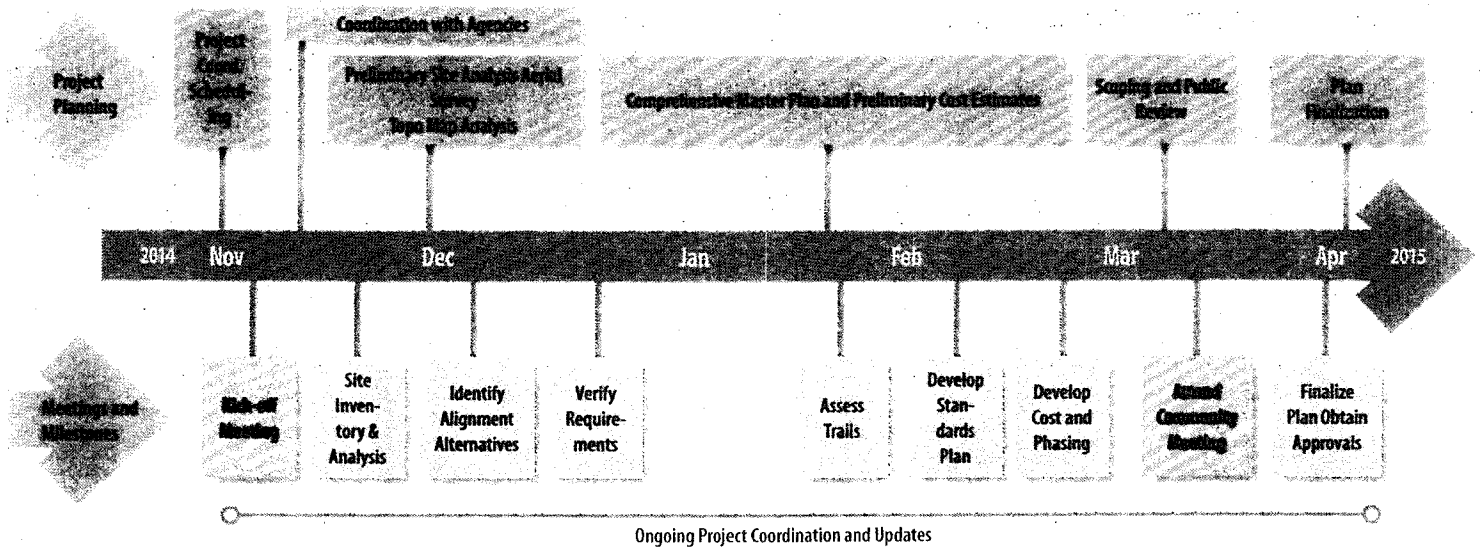 Coordination with Agencies
Project
Coord.
Schedul-
ing
Project
Planning
Preliminary Site Analysis Aerial
Survey
Topo Map Analysis
Comprehensive Master Plan and Preliminary Cost Estimates
Scoping and Public
Review
Plan
Finalization
2014 Nov Dec Jan Feb Mar Apr 2015
Meetings and
Milestones
Kick-off
Meeting
Site
Inven-
tory &
Analysis
Identify
Alignment
Alternatives
Verify
Require-
ments
Assess
Trails
Develop
Stan-
dards
Plan
Develop
Cost and
Phasing
Attend
Community
Meeting
Finalize
Plan Obtain
Approvals
Ongoing Project Coordination and Updates